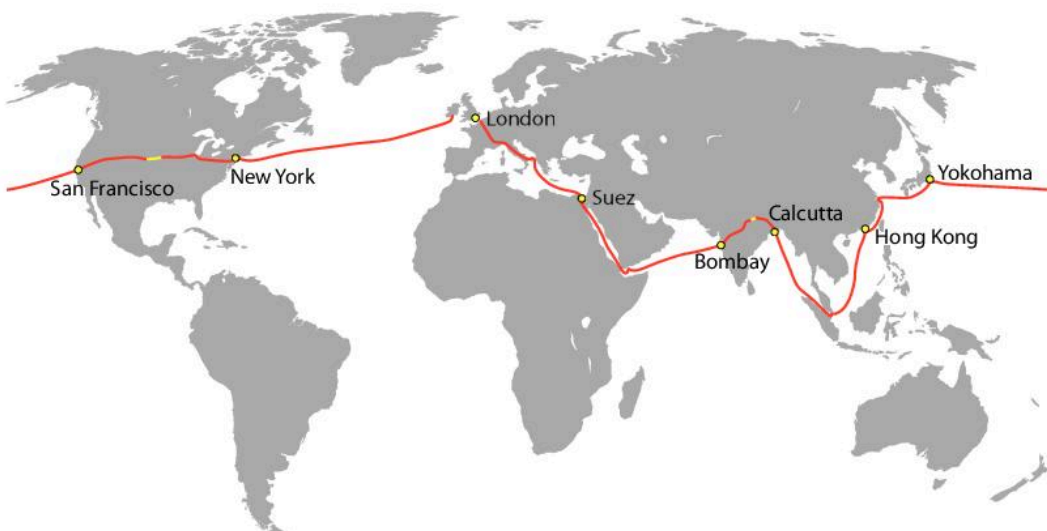 London
San Francisco
New York
Suez
Yokohama
Calcutta
Hong Kong
Bombay